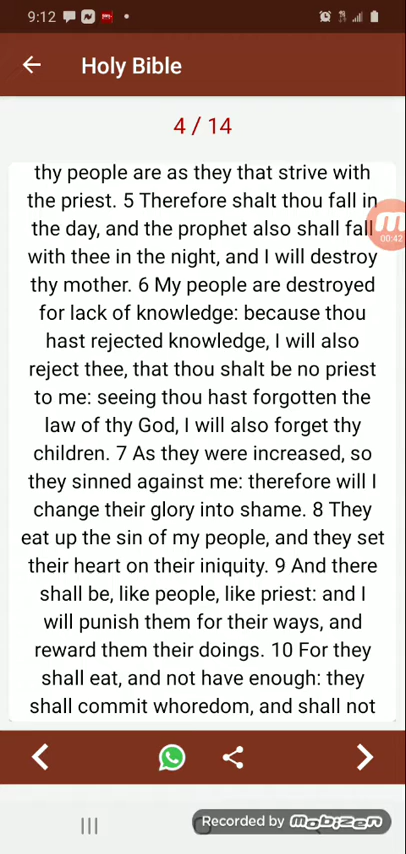 9:12
Holy Bible
4 / 14
thy people are as they that strive with
the priest. 5 Therefore shalt thou fall in
the day, and the prophet also shall fall
with thee in the night, and I will destroy
thy mother. 6 My people are destroyed
for lack of knowledge: because thou
hast rejected knowledge, I will also
reject thee, that thou shalt be no priest
to me: seeing thou hast forgotten the
law of thy God, I will also forget thy
children. 7 As they were increased, so
they sinned against me: therefore will I
change their glory into shame. 8 They
eat up the sin of my people, and they set
their heart on their iniquity. 9 And there
shall be, like people, like priest: and I
will punish them for their ways, and
reward them their doings. 10 For they
shall eat, and not have enough: they
shall commit whoredom, and shall not
m
00:42
Recorded by mobizen